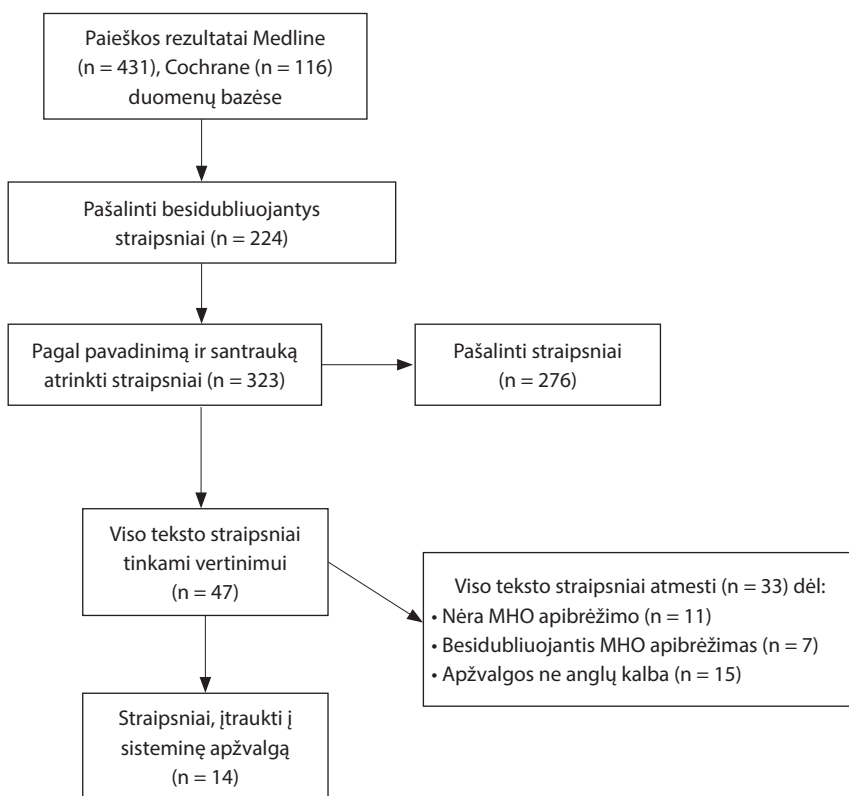 Paieškos rezultatai Medline
(n = 431), Cochrane (n = 116)
duomenų bazėse
Pašalinti besidubliuojantys
straipsniai (n = 224)
Pagal pavadinimą ir santrauką
atrinkti straipsniai (n = 323)
Pašalinti straipsniai
(n = 276)
Viso teksto straipsniai
tinkami vertinimui
(n = 47)
Viso teksto straipsniai atmesti (n = 33) dėl:
• Nėra MHO apibrėžimo (n = 11)
• Besidubliuojantis MHO apibrėžimas (n = 7)
• Apžvalgos ne anglų kalba (n = 15)
Straipsniai, įtraukti į
sisteminę apžvalgą
(n = 14)